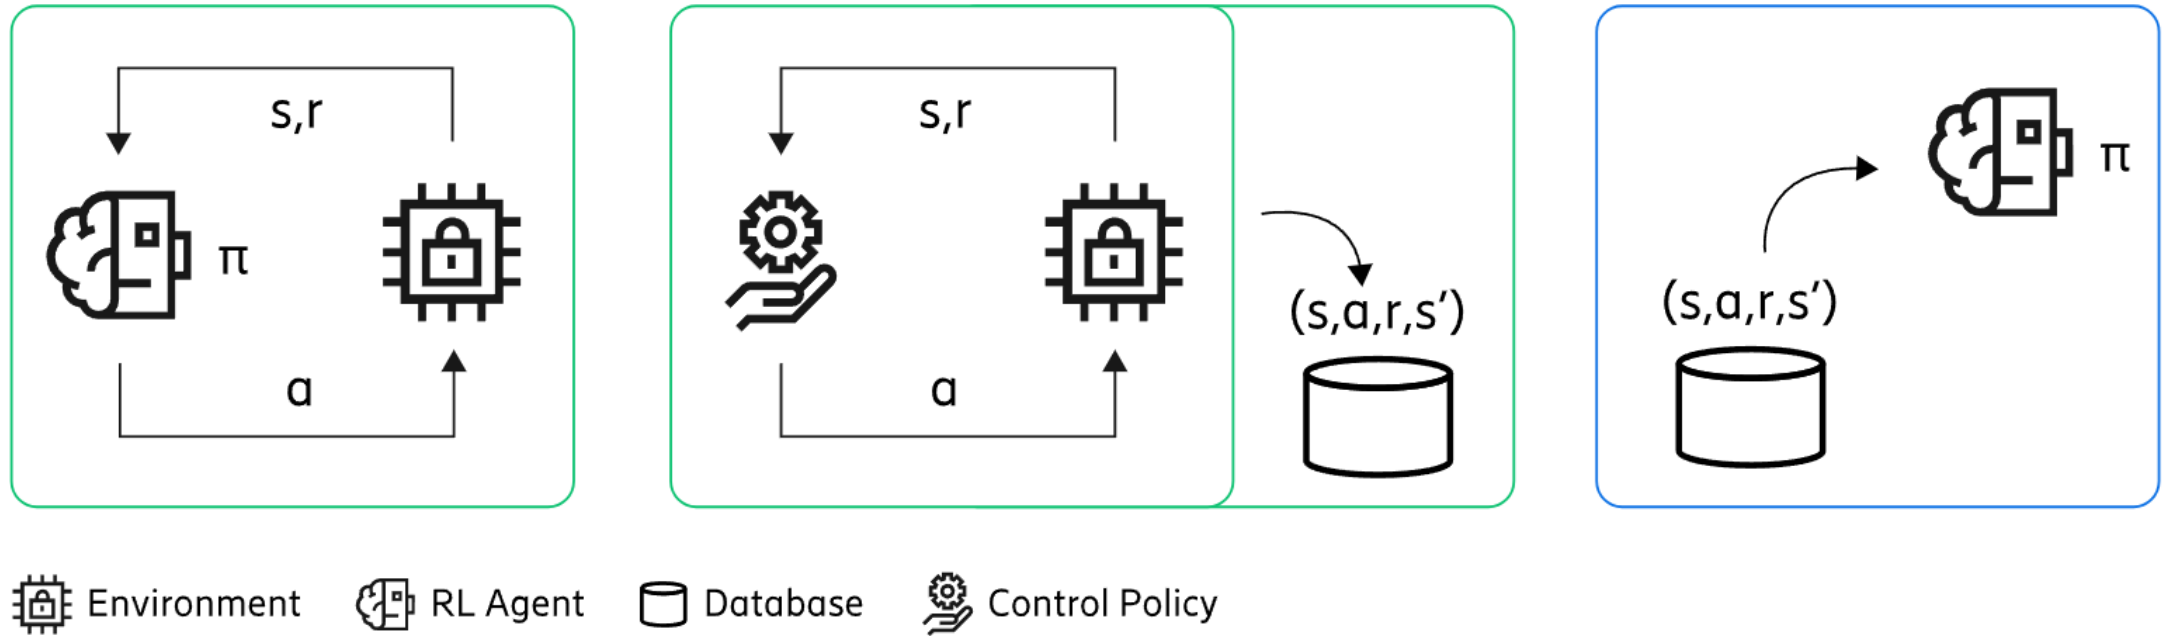 s,r
π
a
s,r
a
(s,a,r,s’)
π
(s,a,r,s’)
Environment
RL Agent
Database
Control Policy